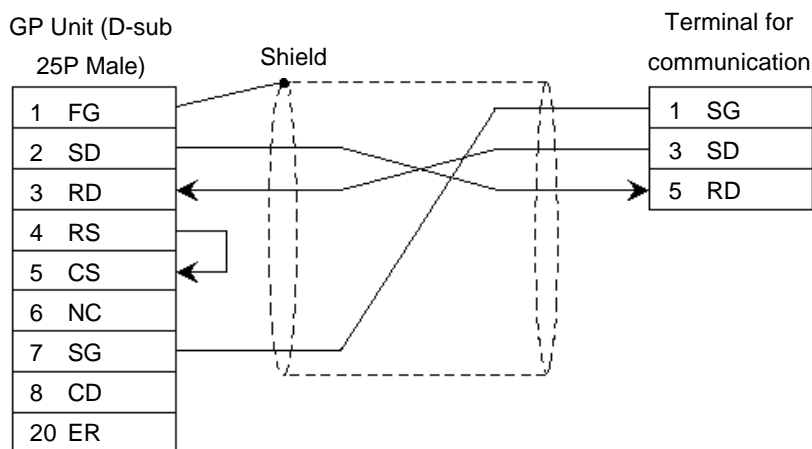 GP Unit (D-sub
25P Male)
Shield
Terminal for
communication
1 FG
2 SD
3 RD
4 RS
5 CS
6 NC
7 SG
8 CD
20 ER
1 SG
3 SD
5 RD